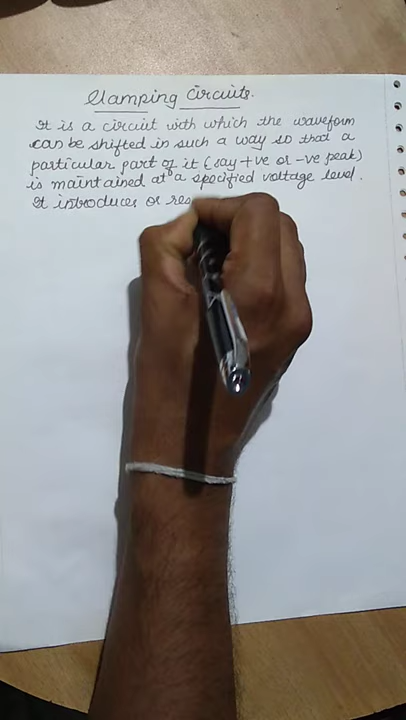 Clamping Circuits.
It is a circuit with which the waveform
can be shifted in such a way so that a
particular part of it (say +ve or -ve peak)
is maintained at a specified voltage level.
It introduces or res